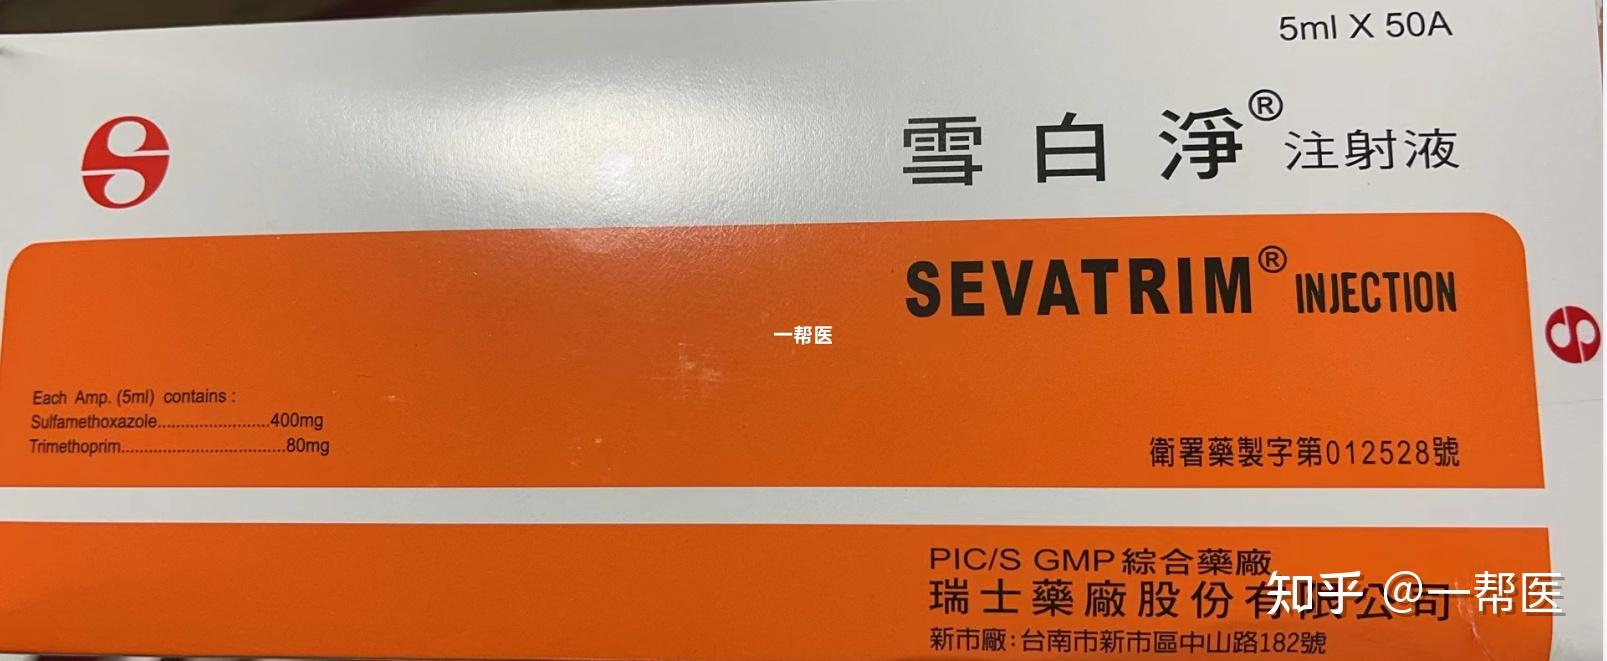 5ml X 50A
雪白淨® 注射液
SEVATRIM® INJECTION
一帮医
Each Amp. (5ml) contains :
Sulfamethoxazole........................400mg
Trimethoprim...................................80mg
衛署藥製字第012528號
PIC/S GMP 綜合藥廠
瑞士藥廠股份有限公司
知乎 @一帮医
新市廠:台南市新市區中山路182號